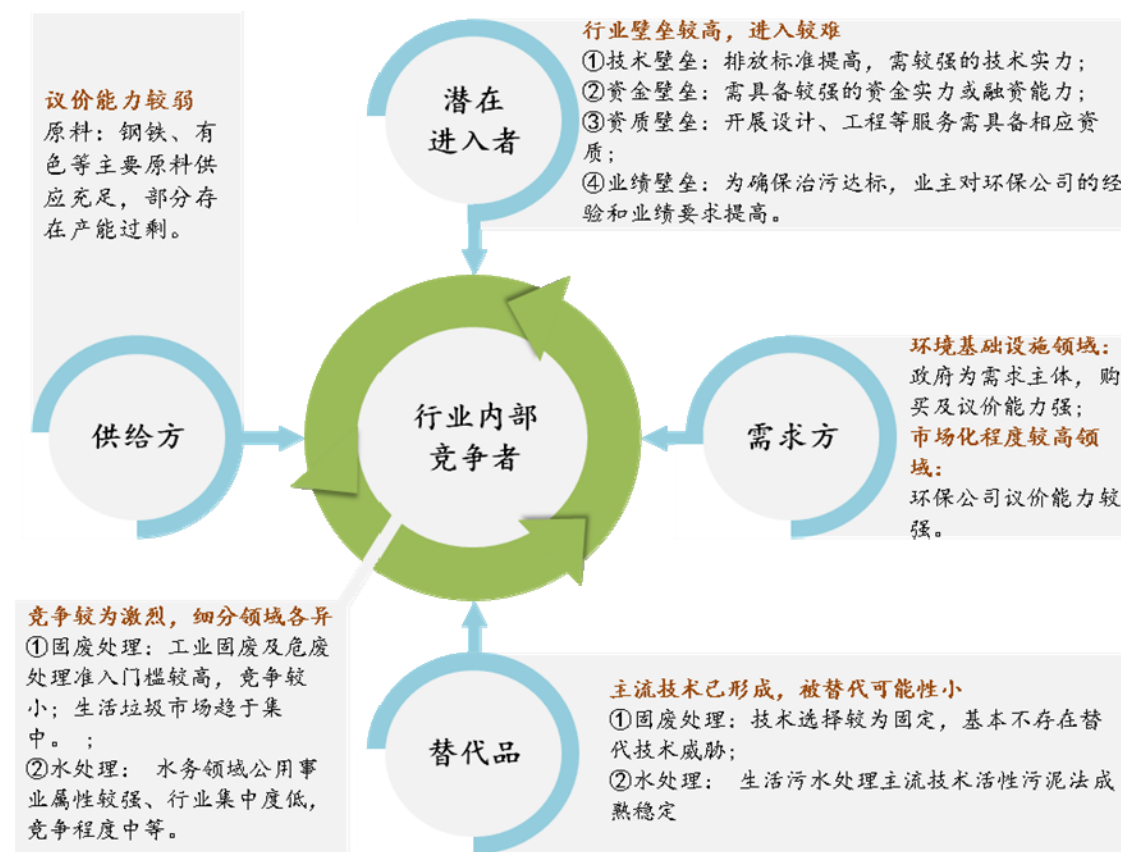 行业壁垒较高，进入较难
①技术壁垒：排放标准提高，需较强的技术实力；
②资金壁垒：需具备较强的资金实力或融资能力；
③资质壁垒：开展设计、工程等服务需具备相应资
质；
④业绩壁垒：为确保治污达标，业主对环保公司的经
验和业绩要求提高。
潜在
进入者
议价能力较弱
原料：钢铁、有
色等主要原料供
应充足，部分存
在产能过剩。
供给方
行业内部
竞争者
需求方
环境基础设施领域：
政府为需求主体，购
买及议价能力强；
市场化程度较高领
域：
环保公司议价能力较
强。
竞争较为激烈，细分领域各异
①固废处理：工业固废及危废
处理准入门槛较高，竞争较
小；生活垃圾市场趋于集
中。；
②水处理： 水务领域公用事
业属性较强、行业集中度低，
竞争程度中等。
替代品
主流技术已形成，被替代可能性小
①固废处理：技术选择较为固定，基本不存在替
代技术威胁；
②水处理： 生活污水处理主流技术活性污泥法成
熟稳定